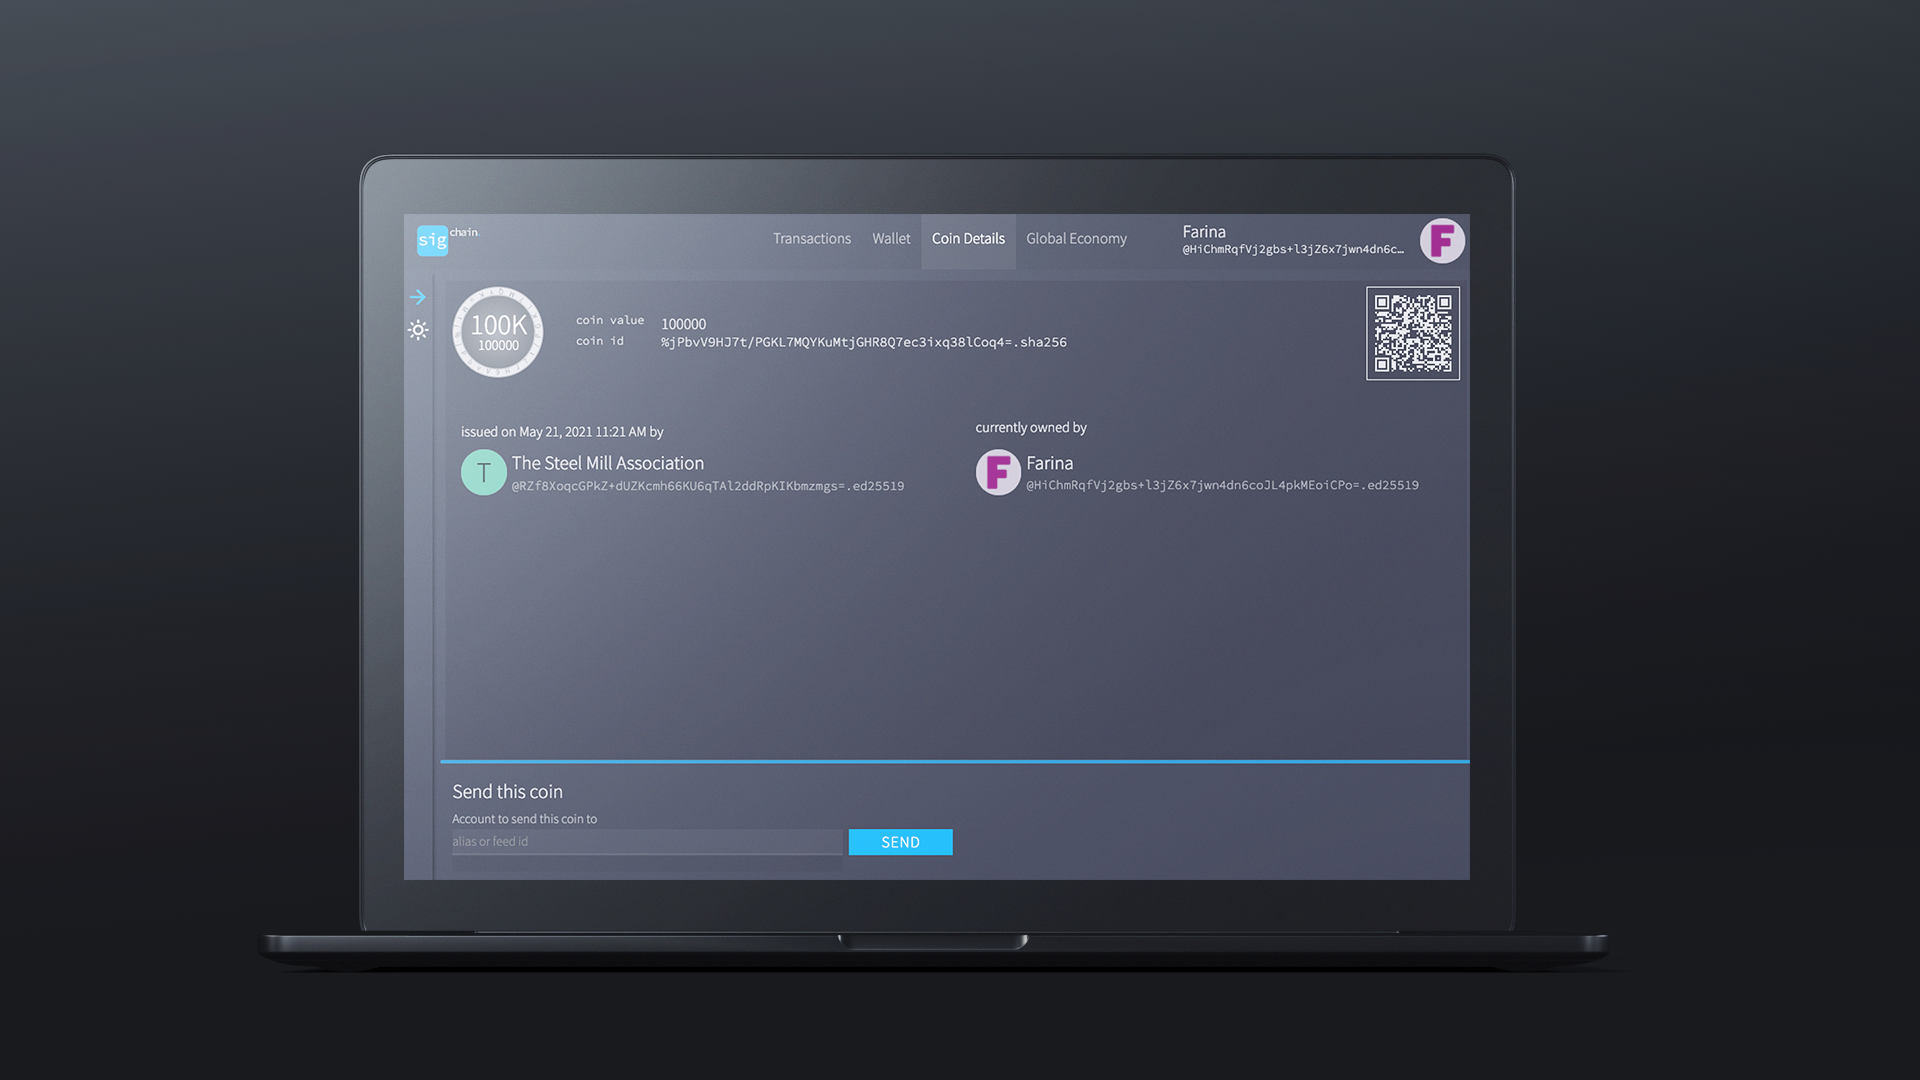 sig chain.
Transactions Wallet Coin Details Global Economy
Farina
@HiChmRqfVj2gbs+l3jZ6x7jwn4dn6c…
F
100K
100000
coin value 100000
coin id %jPbvV9HJ7t/PGKL7MQYKuMtjGHR8Q7ec3ixq38lCoq4=.sha256
issued on May 21, 2021 11:21 AM by
T
The Steel Mill Association
@RZf8XoqcGPkZ+dUZKcmh66KU6qTAl2ddRpKIKbmzmgs=.ed25519
currently owned by
F
Farina
@HiChmRqfVj2gbs+l3jZ6x7jwn4dn6coJL4pkMEoiCPo=.ed25519
Send this coin
Account to send this coin to
alias or feed id
SEND